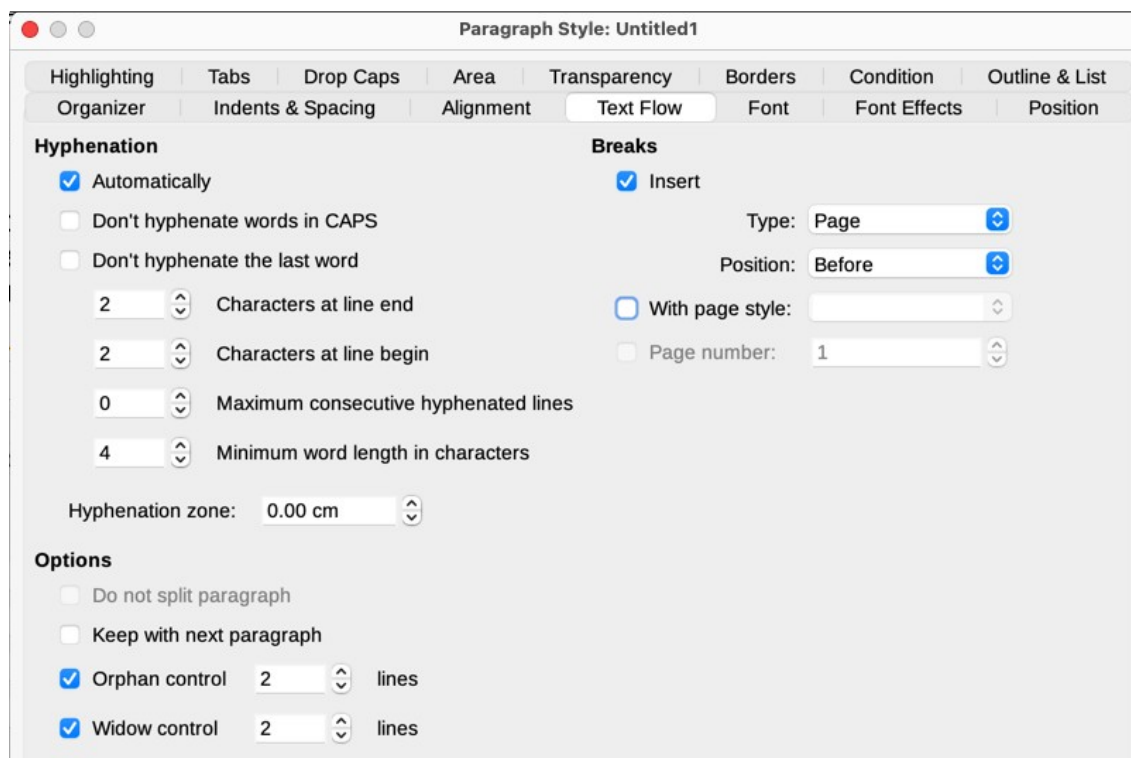 Paragraph Style: Untitled1
Highlighting Tabs Drop Caps Area Transparency Borders Condition Outline & List
Organizer Indents & Spacing Alignment Text Flow Font Font Effects Position
Hyphenation
Automatically
Don't hyphenate words in CAPS
Don't hyphenate the last word
2 Characters at line end
2 Characters at line begin
0 Maximum consecutive hyphenated lines
4 Minimum word length in characters
Hyphenation zone: 0.00 cm
Options
Do not split paragraph
Keep with next paragraph
Orphan control 2 lines
Widow control 2 lines
Breaks
Insert
Type: Page
Position: Before
With page style:
Page number: 1